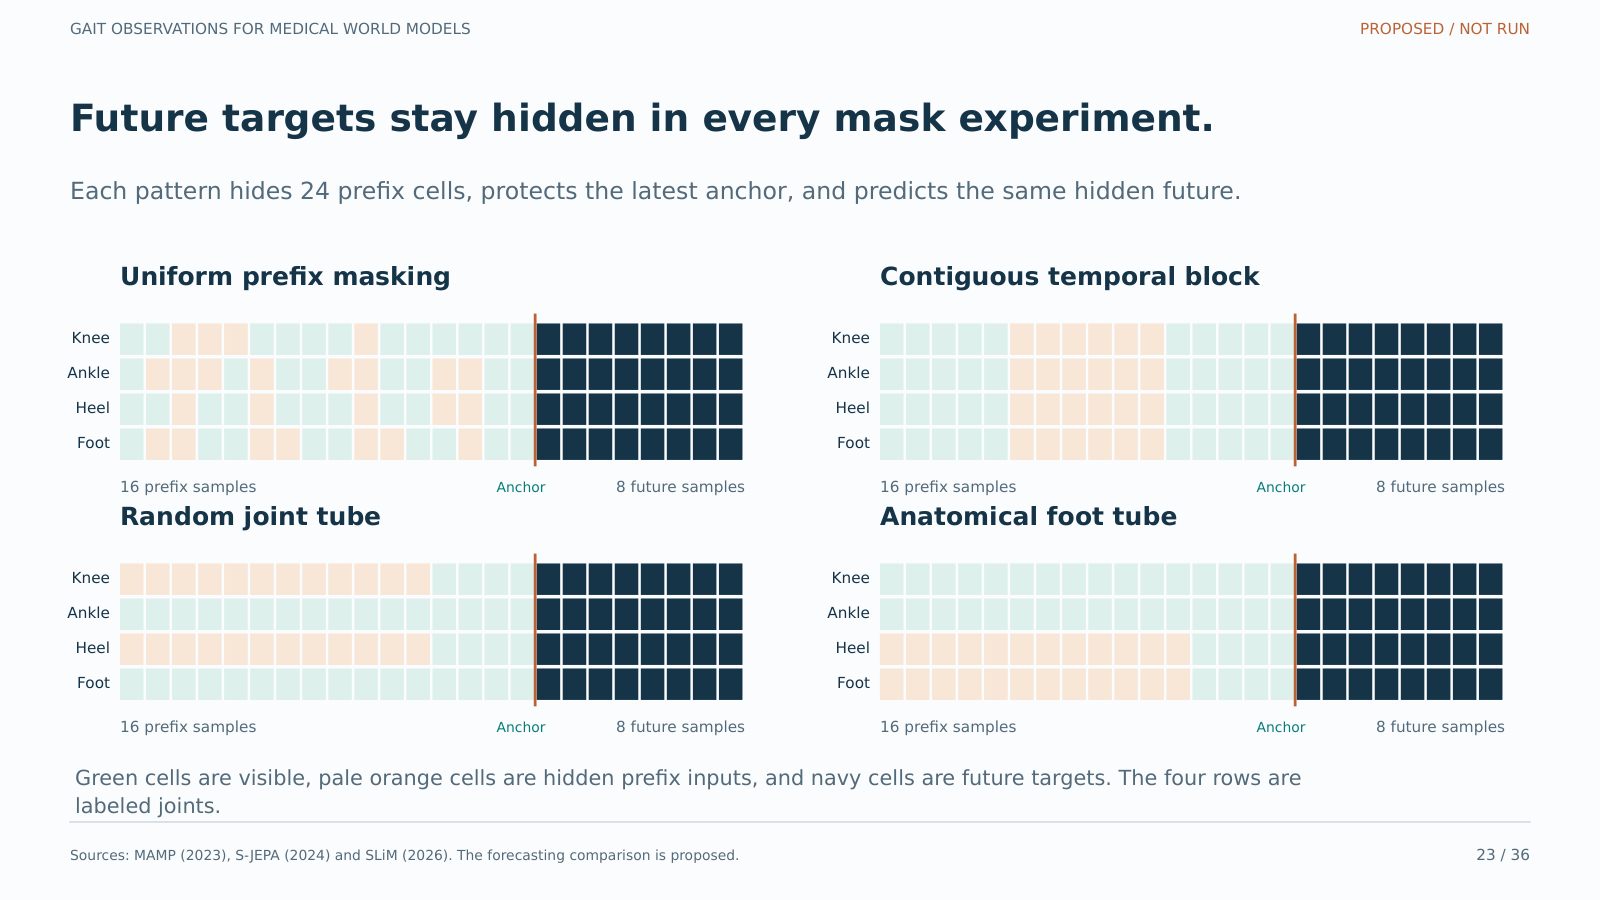 GAIT OBSERVATIONS FOR MEDICAL WORLD MODELS
PROPOSED / NOT RUN
Future targets stay hidden in every mask experiment.
Each pattern hides 24 prefix cells, protects the latest anchor, and predicts the same hidden future.
Uniform prefix masking
Knee
Ankle
Heel
Foot
16 prefix samples
Anchor
8 future samples
Contiguous temporal block
Knee
Ankle
Heel
Foot
16 prefix samples
Anchor
8 future samples
Random joint tube
Knee
Ankle
Heel
Foot
16 prefix samples
Anchor
8 future samples
Anatomical foot tube
Knee
Ankle
Heel
Foot
16 prefix samples
Anchor
8 future samples
Green cells are visible, pale orange cells are hidden prefix inputs, and navy cells are future targets. The four rows are
labeled joints.
Sources: MAMP (2023), S-JEPA (2024) and SLiM (2026). The forecasting comparison is proposed.
23 / 36